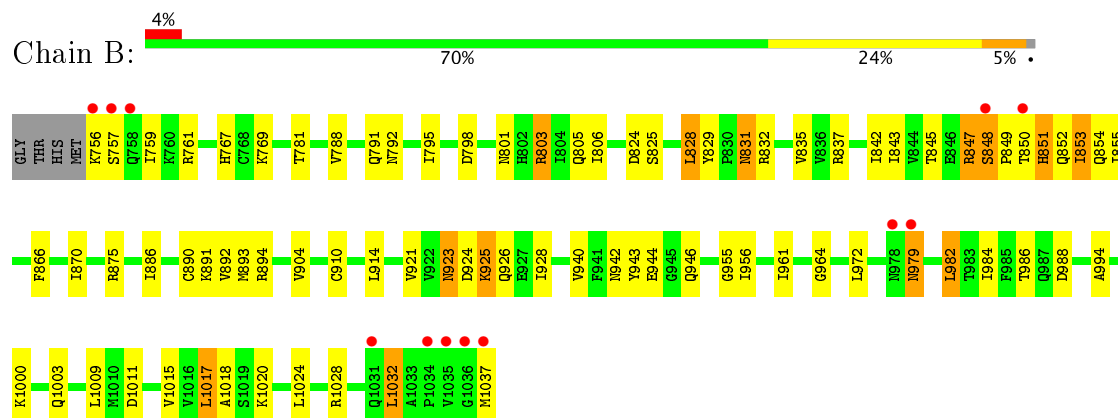 4%
Chain B:
70% 24% 5% •
GLY THR HIS MET K756 S757 Q758 I759 K760 R761 H767 C768 K769 T781 V788 Q791 N792 I795 D798 N801 H802 R803 I804 Q805 I806 D824 S825 L828 Y829 P830 N831 R832 V835 V836 R837 I842 I843 V844 T845 E846 R847 S848 P849 T850 H851 Q852 I853 Q854 I855
F866 I870 R875 I886 C890 K891 V892 M893 R894 V904 C910 L914 V921 V922 N923 D924 K925 Q926 E927 I928 V940 F941 N942 Y943 E944 G945 Q946 G955 I956 I961 G964 L972 N978 N979 L982 T983 I984 F985 T986 Q987 D988 A994
K1000 Q1003 L1009 M1010 D1011 V1015 V1016 L1017 A1018 S1019 K1020 L1024 R1028 Q1031 L1032 A1033 P1034 V1035 G1036 M1037